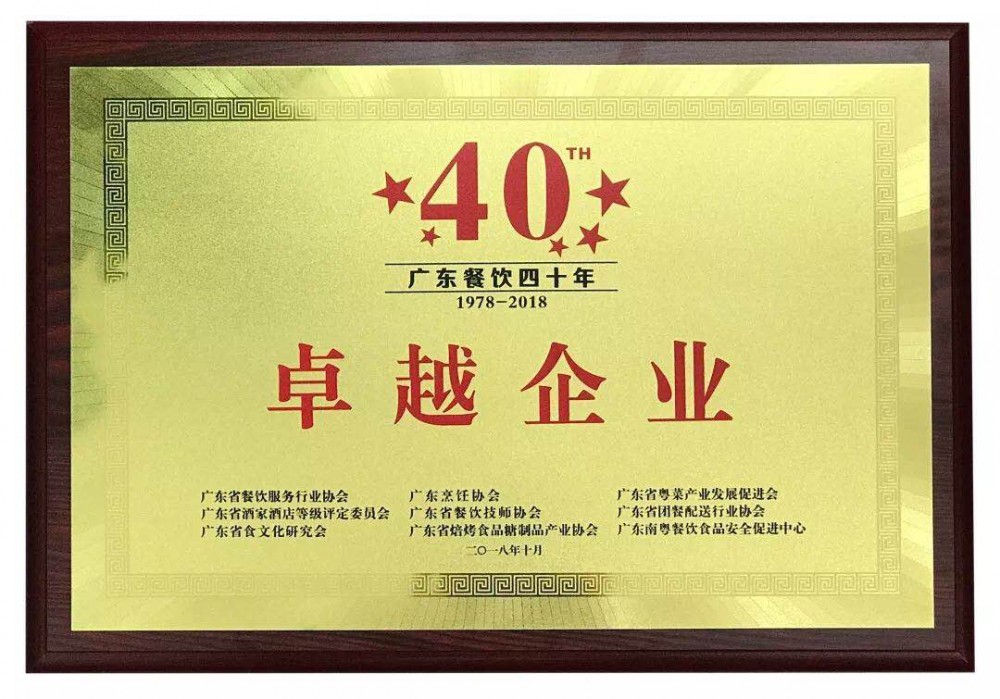 40TH
广东餐饮四十年
1978-2018
卓越企业
广东省餐饮服务行业协会 广东烹饪协会 广东省粤菜产业发展促进会
广东省酒家酒店等级评定委员会 广东省餐饮技师协会 广东省团餐配送行业协会
广东省食文化研究会 广东省焙烤食品糖制品产业协会 广东南粤餐饮食品安全促进中心
二〇一八年十月